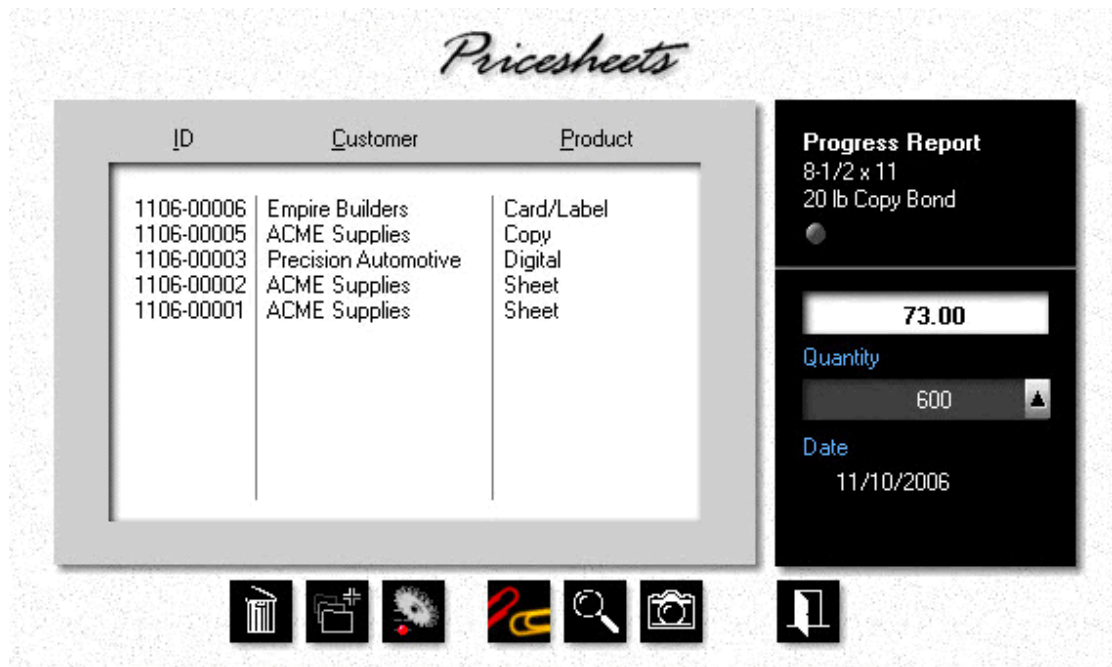 Pricesheets
ID Customer Product
1106-00006 Empire Builders Card/Label
1106-00005 ACME Supplies Copy
1106-00003 Precision Automotive Digital
1106-00002 ACME Supplies Sheet
1106-00001 ACME Supplies Sheet
Progress Report
8-1/2 x 11
20 lb Copy Bond
73.00
Quantity
600
Date
11/10/2006